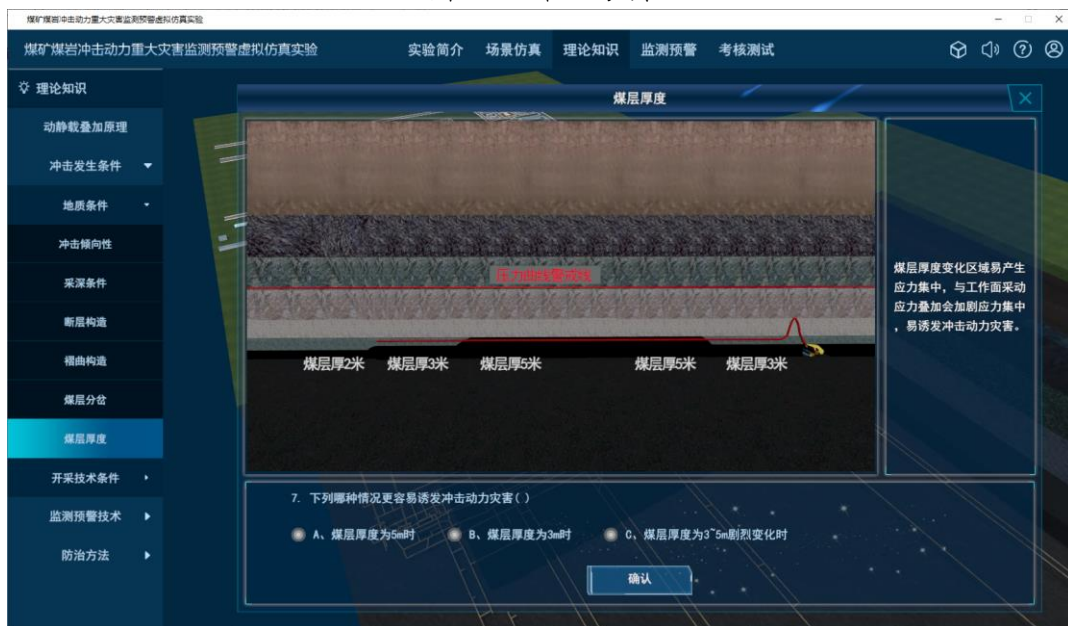 煤矿煤岩冲击动力重大灾害监测预警虚拟仿真实验
煤矿煤岩冲击动力重大灾害监测预警虚拟仿真实验
实验简介 场景仿真 理论知识 监测预警 考核测试
理论知识
动静载叠加原理
冲击发生条件
地质条件
冲击倾向性
采深条件
断层构造
褶曲构造
煤层分岔
煤层厚度
开采技术条件
监测预警技术
防治方法
煤层厚度
压力曲线警戒线
煤层厚2米 煤层厚3米 煤层厚5米 煤层厚5米 煤层厚3米
煤层厚度变化区域易产生
应力集中，与工作面采动
应力叠加会加剧应力集中
，易诱发冲击动力灾害。
7. 下列哪种情况更容易诱发冲击动力灾害( )
A、煤层厚度为5m时 B、煤层厚度为3m时 C、煤层厚度为3~5m剧烈变化时
确认